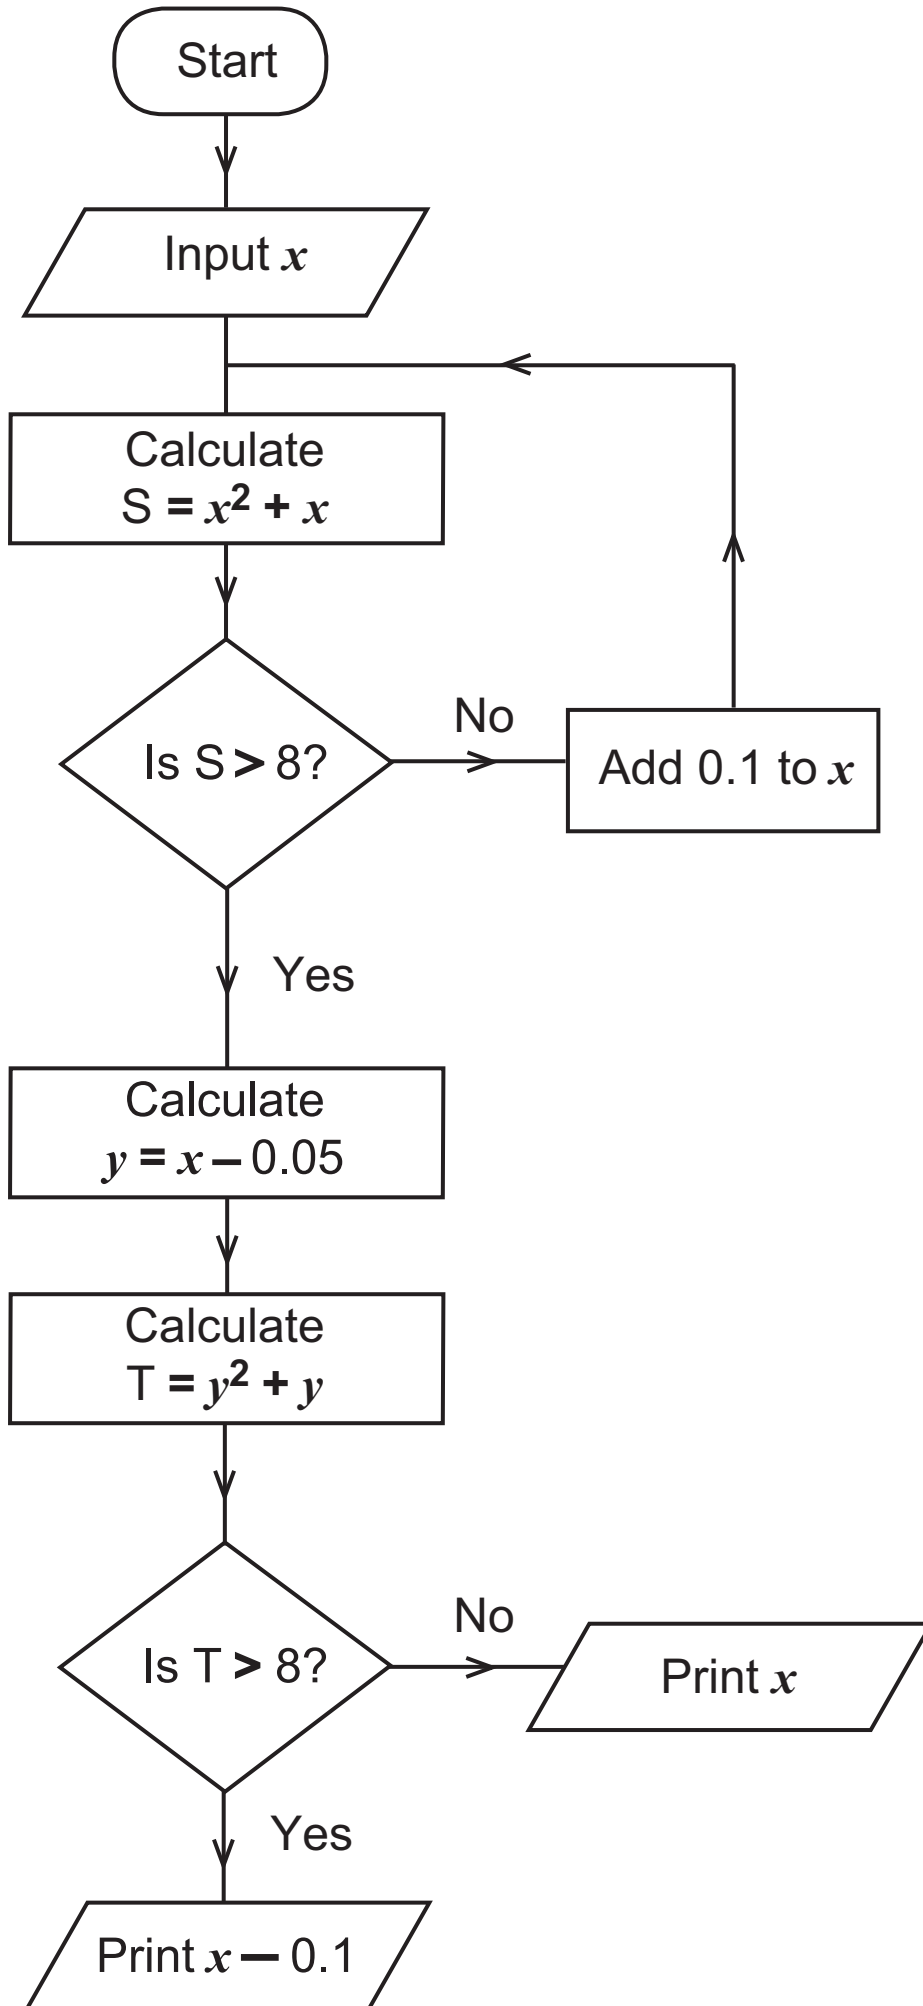 Start
Input x
Calculate
S = x² + x
Is S > 8?
No
Add 0.1 to x
Yes
Calculate
y = x – 0.05
Calculate
T = y² + y
Is T > 8?
No
Print x
Yes
Print x – 0.1